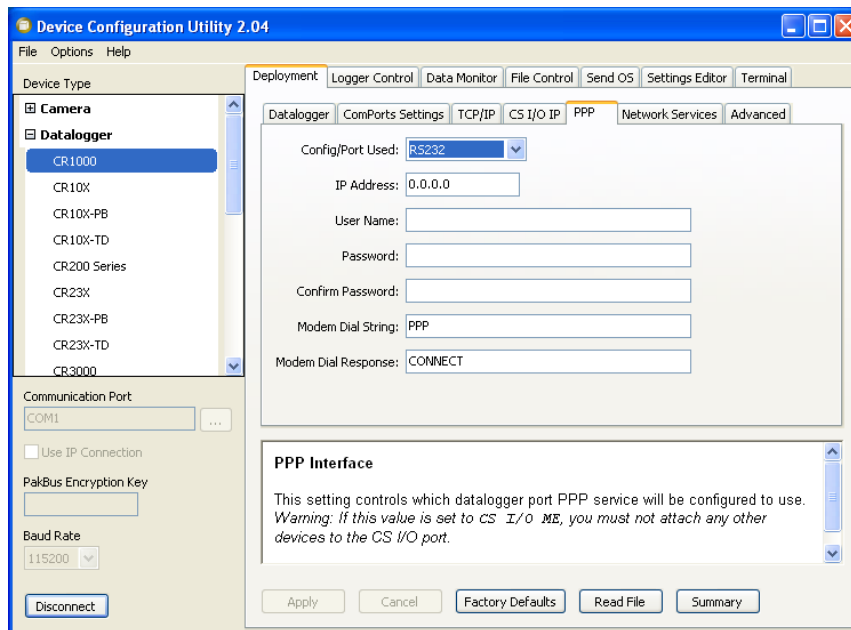 Device Configuration Utility 2.04
File Options Help
Device Type
Camera
Datalogger
CR1000
CR10X
CR10X-PB
CR10X-TD
CR200 Series
CR23X
CR23X-PB
CR23X-TD
CR3000
Communication Port
COM1
...
Use IP Connection
PakBus Encryption Key
Baud Rate
115200
Disconnect
Deployment Logger Control Data Monitor File Control Send OS Settings Editor Terminal
Datalogger ComPorts Settings TCP/IP CS I/O IP PPP Network Services Advanced
Config/Port Used: RS232
IP Address: 0.0.0.0
User Name:
Password:
Confirm Password:
Modem Dial String: PPP
Modem Dial Response: CONNECT
PPP Interface
This setting controls which datalogger port PPP service will be configured to use.
Warning: If this value is set to CS I/O ME, you must not attach any other
devices to the CS I/O port.
Apply Cancel Factory Defaults Read File Summary